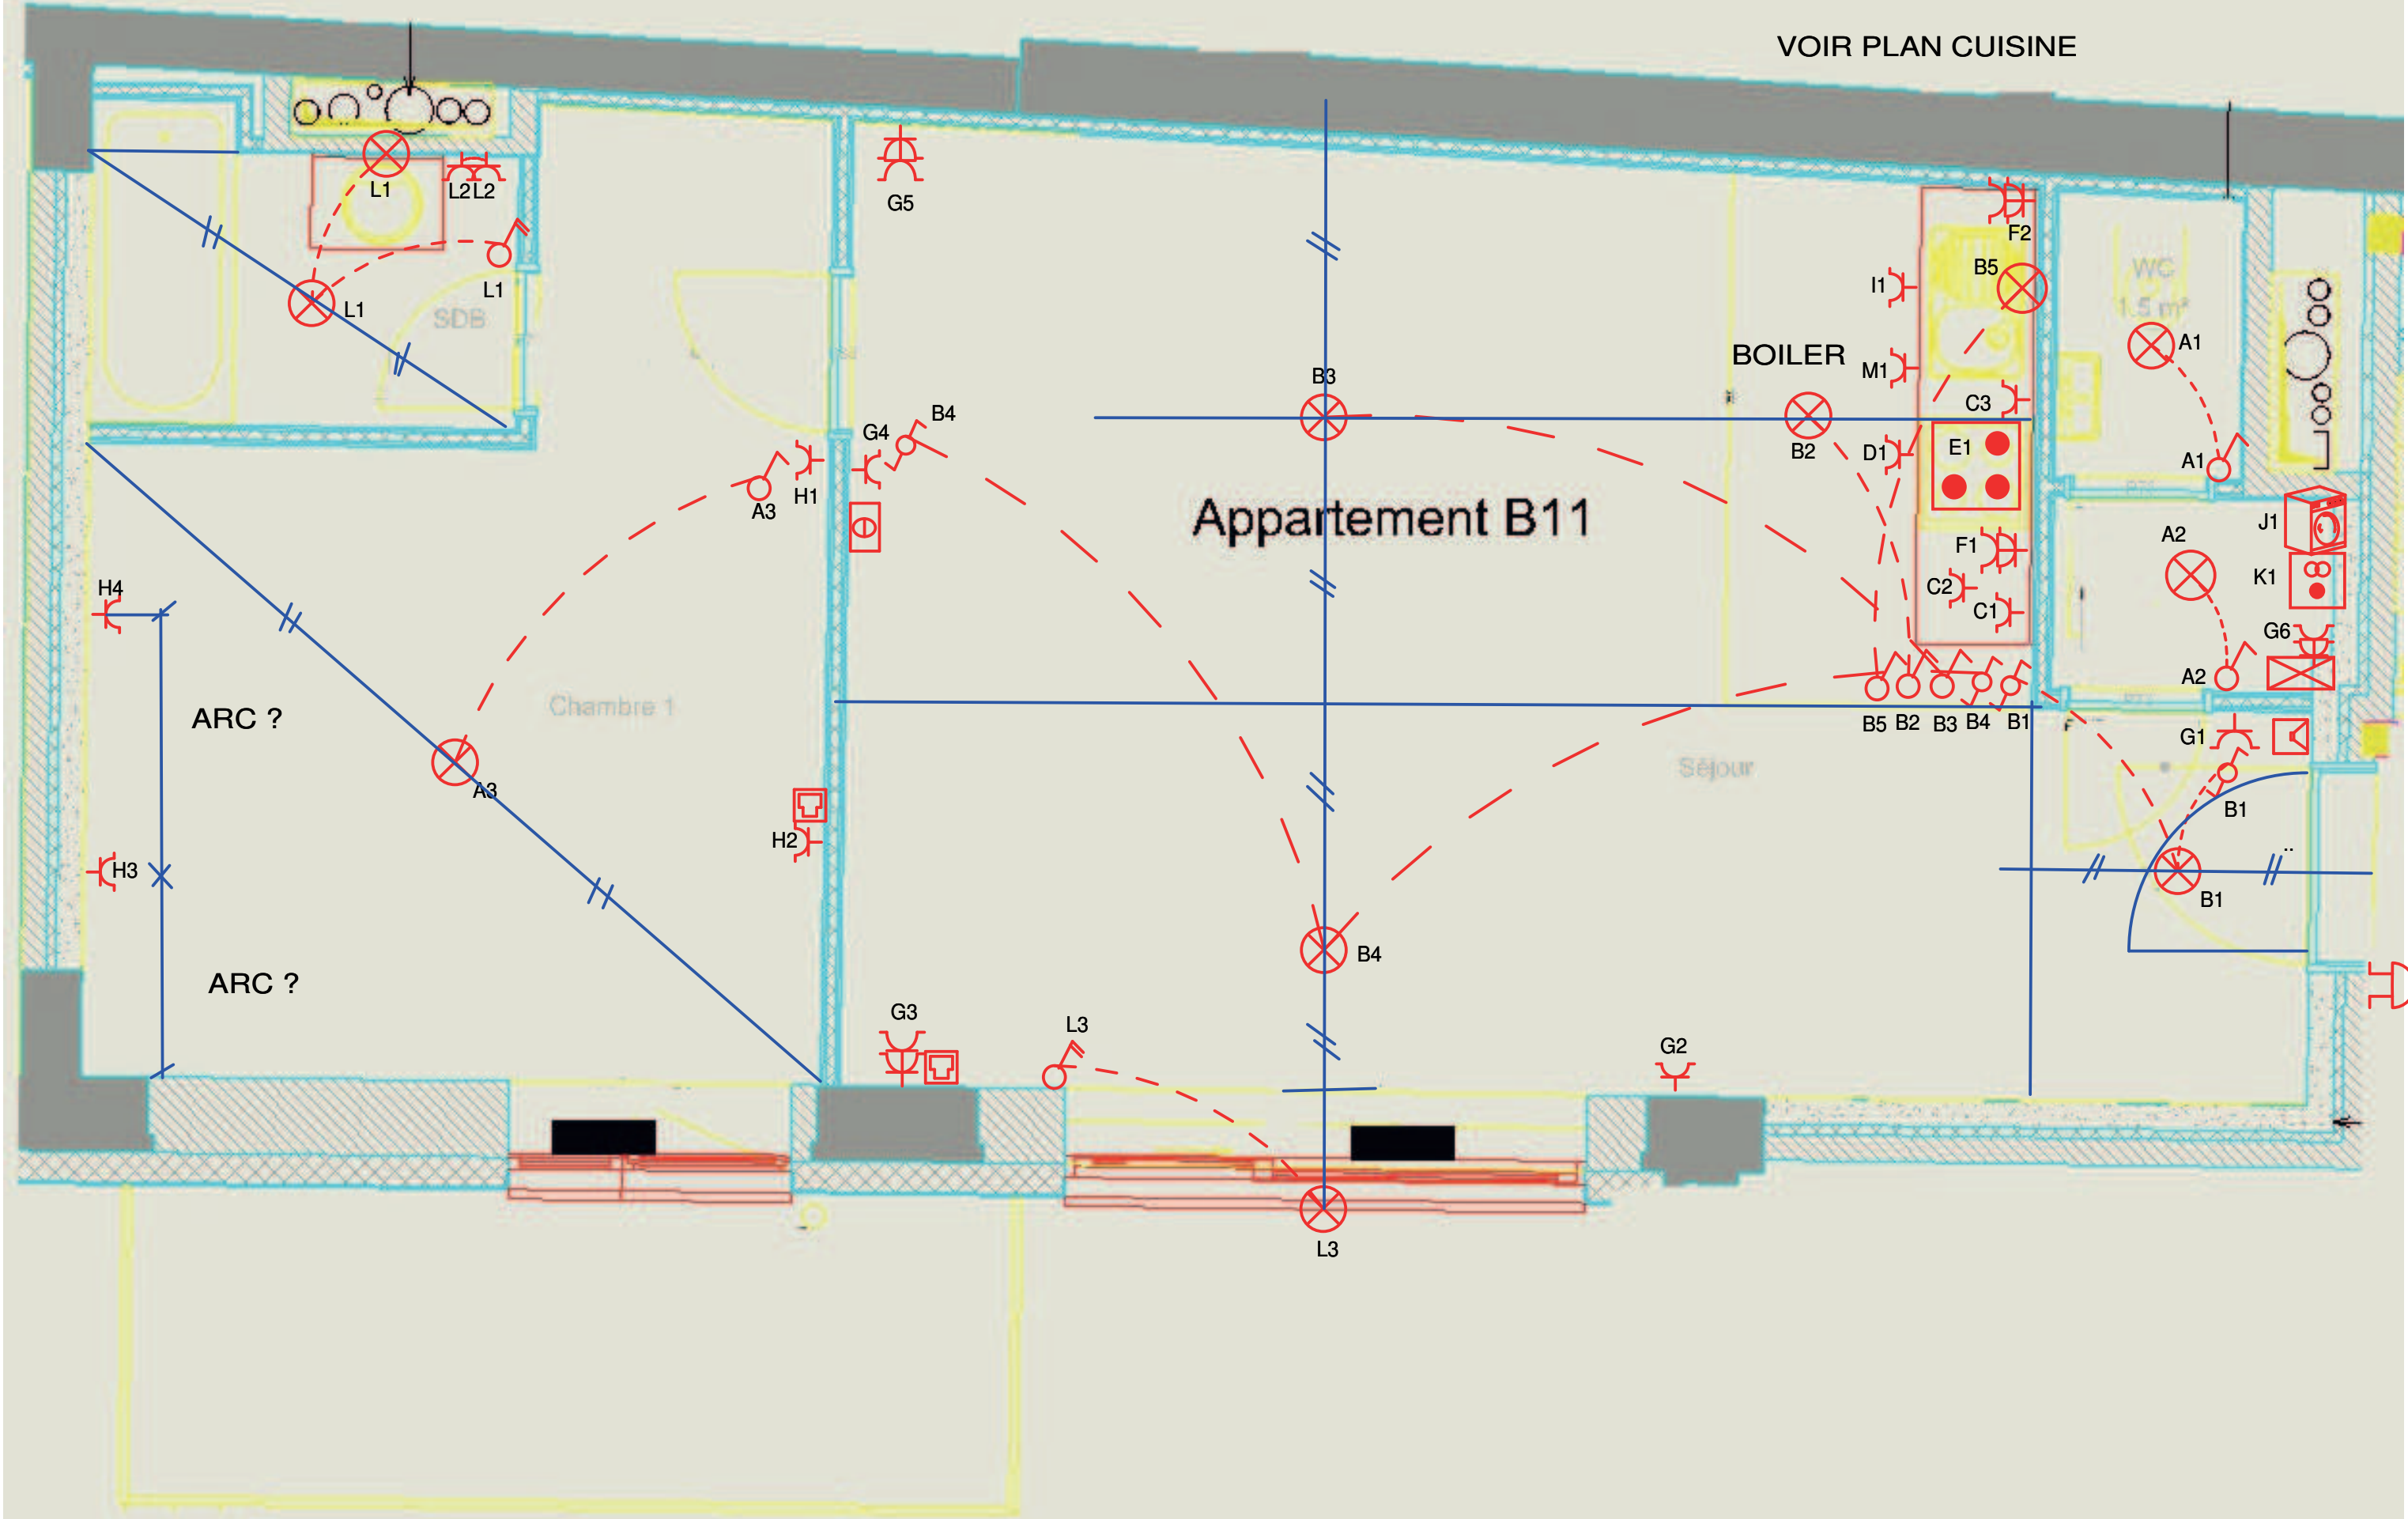 VOIR PLAN CUISINE
L1
L2 L2
G5
F2
L1
L1
SDB
I1
B5
WC
1.5 m²
A1
BOILER
M1
B3
C3
B4
G4
B2
D1
E1
A1
H1
A3
Appartement B11
J1
A2
F1
K1
H4
C2
C1
G6
A2
Chambre 1
ARC ?
B5 B2 B3 B4 B1
G1
Séjour
A3
B1
H2
H3
B1
B4
ARC ?
G3
L3
G2
L3